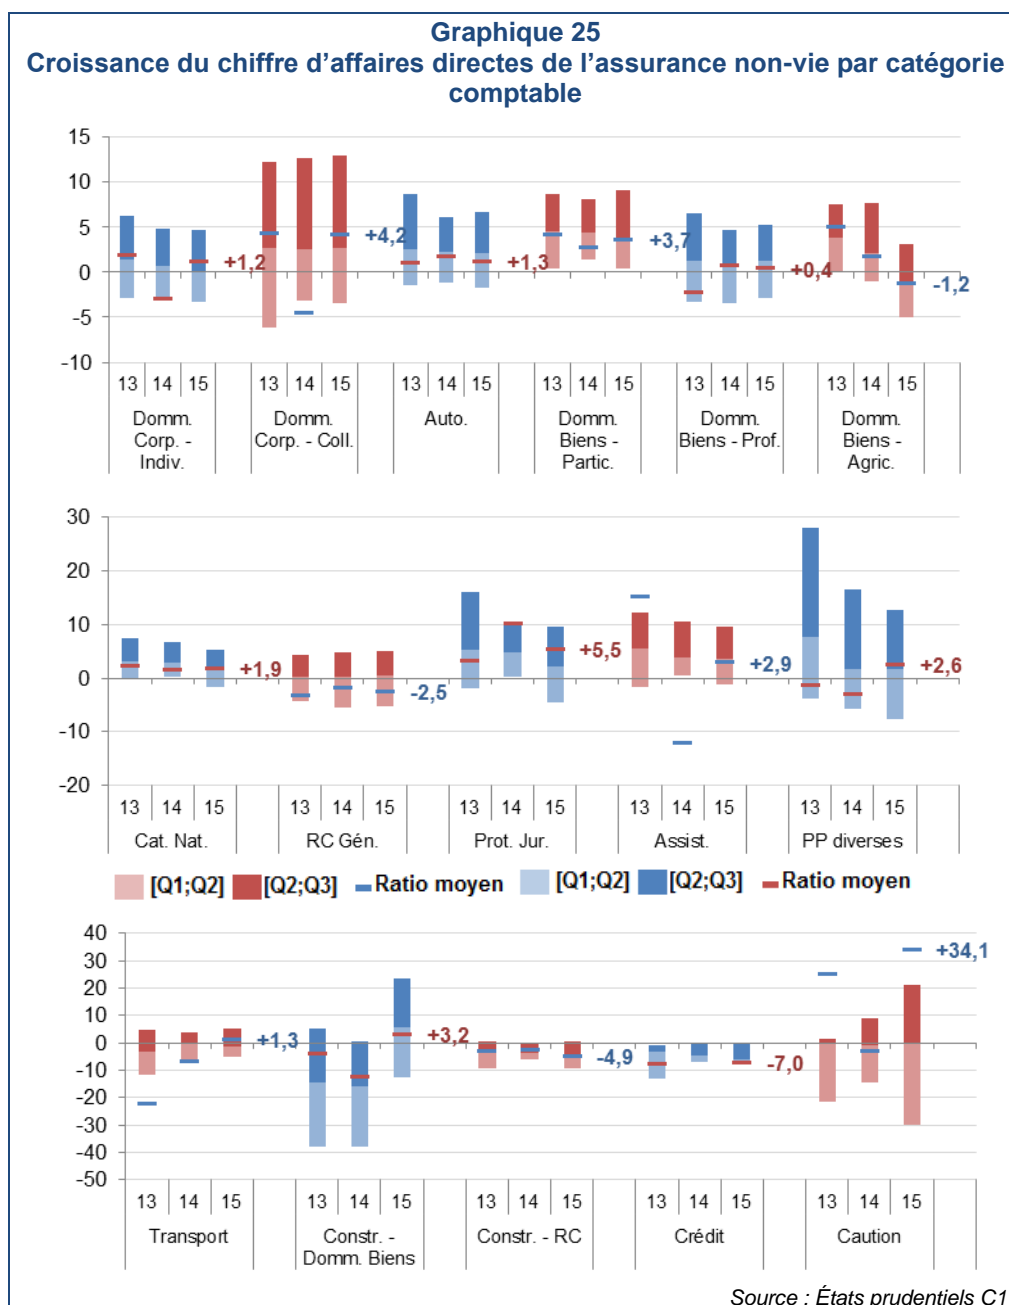 Graphique 25
Croissance du chiffre d'affaires directes de l'assurance non-vie par catégorie
comptable
15
10
5
0
-5
-10
+1,2
+4,2
+1,3
+3,7
+0,4
-1,2
13 14 15 13 14 15 13 14 15 13 14 15 13 14 15 13 14 15
Domm. Corp. - Indiv.
Domm. Corp. - Coll.
Auto.
Domm. Biens - Partic.
Domm. Biens - Prof.
Domm. Biens - Agric.
30
20
10
0
-10
-20
+1,9
-2,5
+5,5
+2,9
+2,6
13 14 15 13 14 15 13 14 15 13 14 15 13 14 15
Cat. Nat. RC Gén. Prot. Jur. Assist. PP diverses
[Q1;Q2] [Q2;Q3] Ratio moyen [Q1;Q2] [Q2;Q3] Ratio moyen
40
30
20
10
0
-10
-20
-30
-40
-50
+1,3
+3,2
-4,9
-7,0
+34,1
13 14 15 13 14 15 13 14 15 13 14 15 13 14 15
Transport
Constr. - Domm. Biens
Constr. - RC
Crédit
Caution
Source : États prudentiels C1